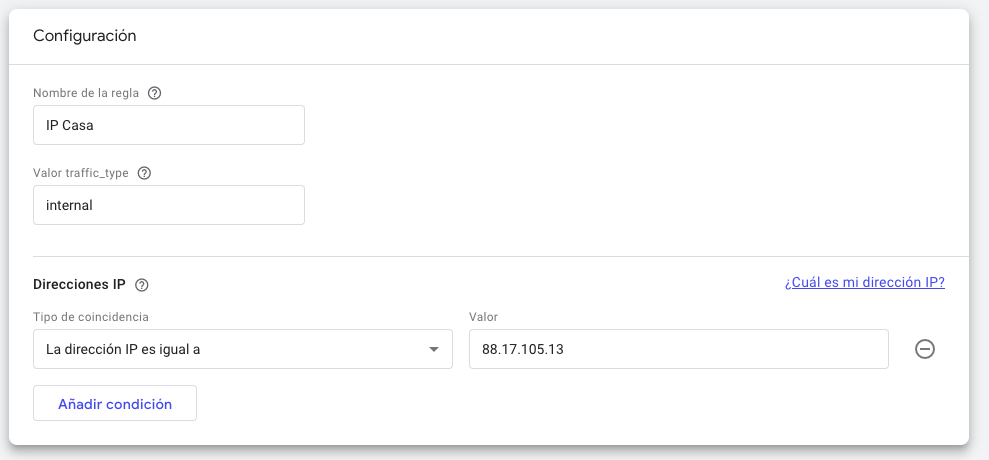 Configuración
Nombre de la regla
IP Casa
Valor traffic_type
internal
Direcciones IP
¿Cuál es mi dirección IP?
Tipo de coincidencia
Valor
La dirección IP es igual a
88.17.105.13
Añadir condición